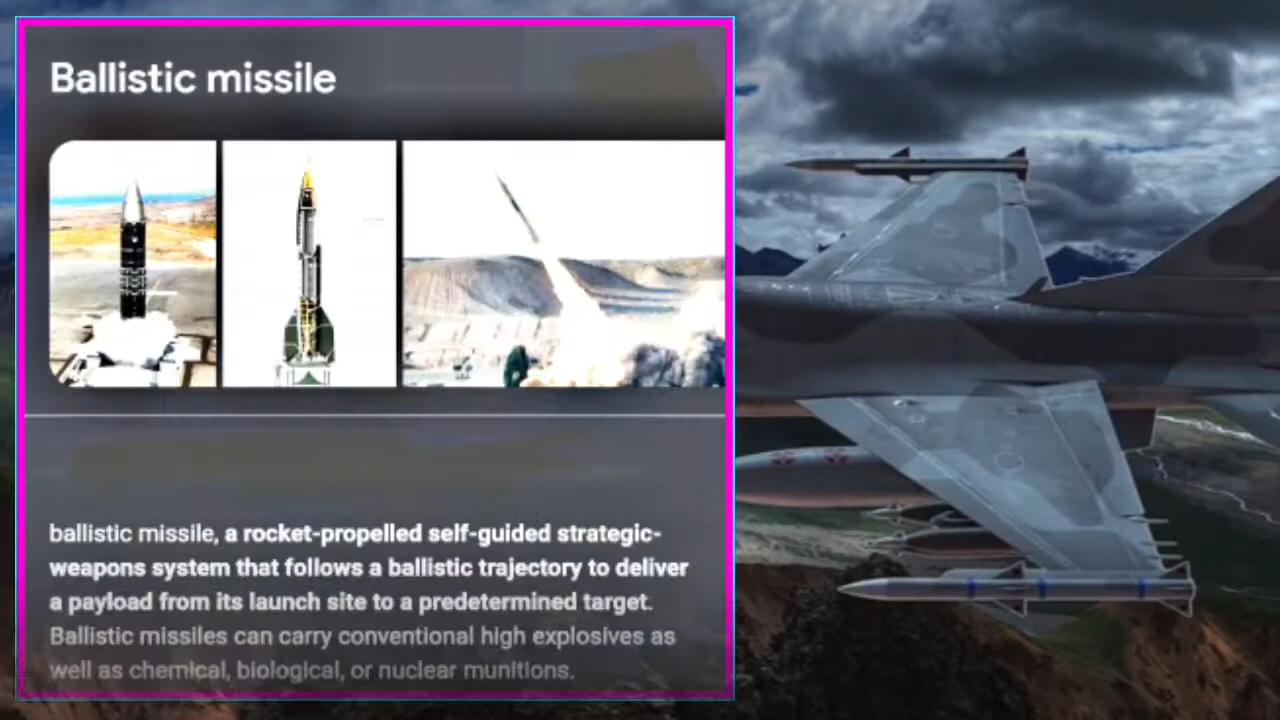 Ballistic missile
ballistic missile, a rocket-propelled self-guided strategic-
weapons system that follows a ballistic trajectory to deliver
a payload from its launch site to a predetermined target.
Ballistic missiles can carry conventional high explosives as
well as chemical, biological, or nuclear munitions.